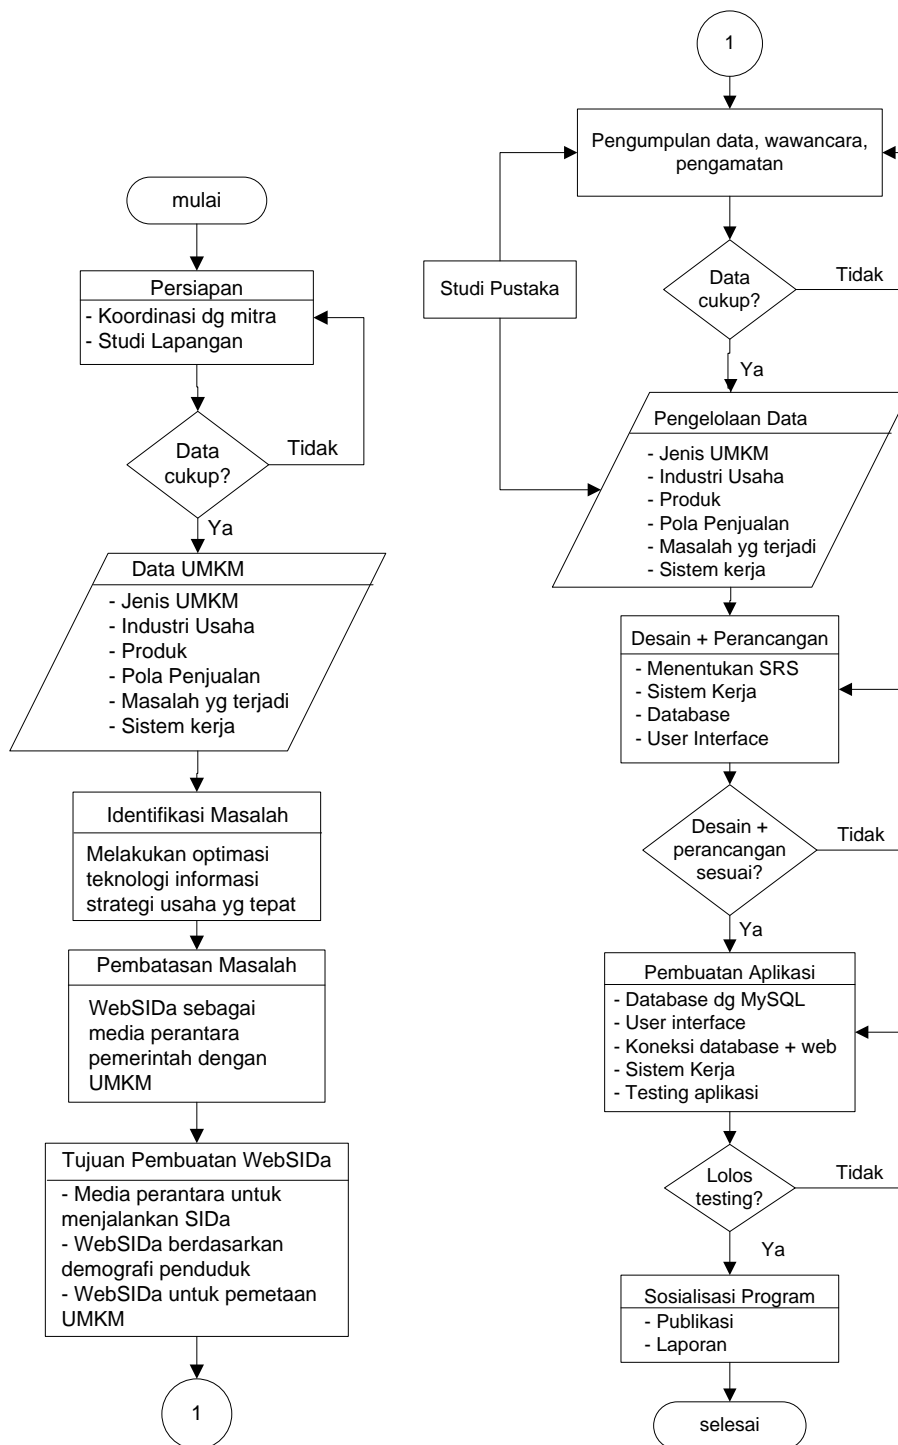 mulai
Persiapan
- Koordinasi dg mitra
- Studi Lapangan
Data
cukup?
Tidak
Ya
Data UMKM
- Jenis UMKM
- Industri Usaha
- Produk
- Pola Penjualan
- Masalah yg terjadi
- Sistem kerja
Identifikasi Masalah
Melakukan optimasi
teknologi informasi
strategi usaha yg tepat
Pembatasan Masalah
WebSIDa sebagai
media perantara
pemerintah dengan
UMKM
Tujuan Pembuatan WebSIDa
- Media perantara untuk
menjalankan SIDa
- WebSIDa berdasarkan
demografi penduduk
- WebSIDa untuk pemetaan
UMKM
1
1
Pengumpulan data, wawancara,
pengamatan
Studi Pustaka
Data
cukup?
Tidak
Ya
Pengelolaan Data
- Jenis UMKM
- Industri Usaha
- Produk
- Pola Penjualan
- Masalah yg terjadi
- Sistem kerja
Desain + Perancangan
- Menentukan SRS
- Sistem Kerja
- Database
- User Interface
Desain +
perancangan
sesuai?
Tidak
Ya
Pembuatan Aplikasi
- Database dg MySQL
- User interface
- Koneksi database + web
- Sistem Kerja
- Testing aplikasi
Lolos
testing?
Tidak
Ya
Sosialisasi Program
- Publikasi
- Laporan
selesai